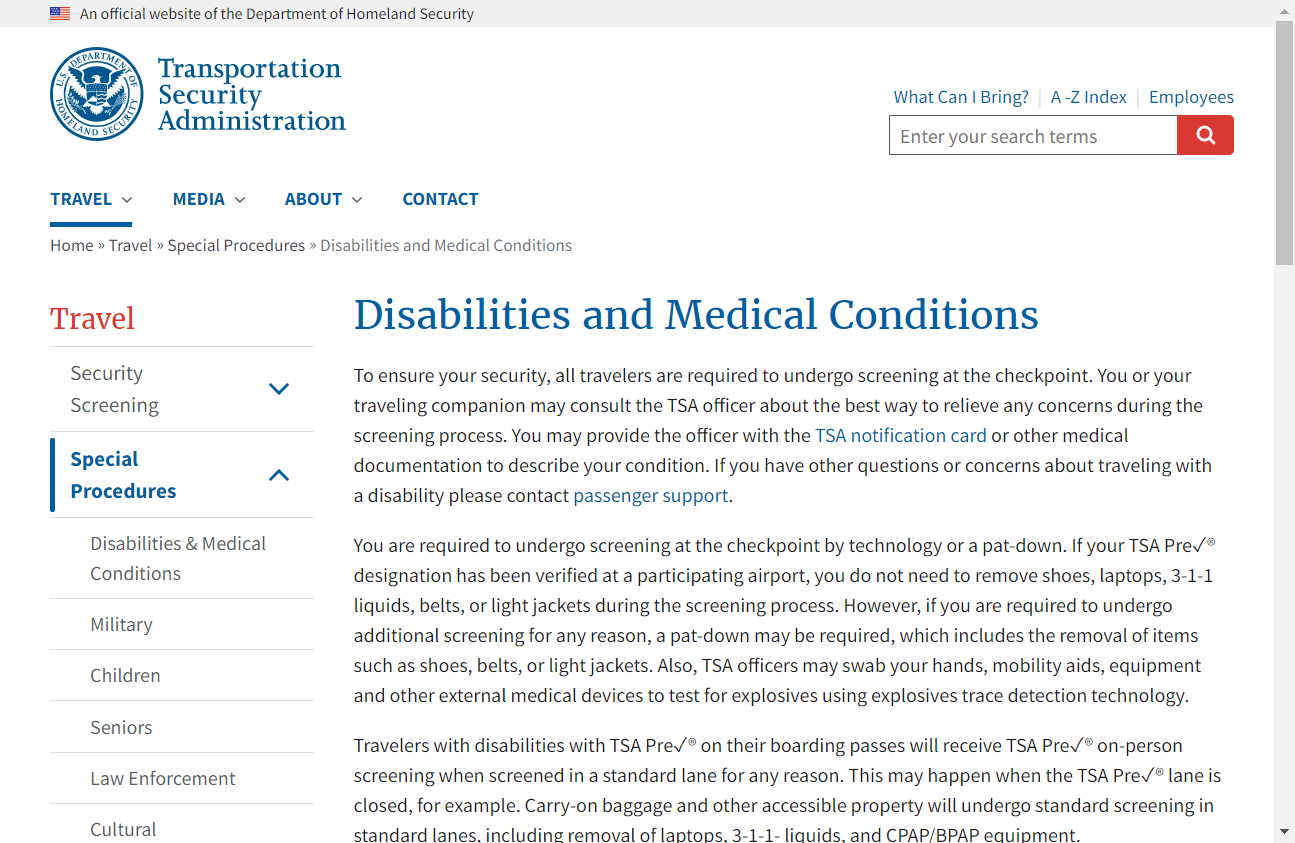 An official website of the Department of Homeland Security
U.S. DEPARTMENT OF
HOMELAND SECURITY
Transportation
Security
Administration
What Can I Bring?
A -Z Index
Employees
Enter your search terms
TRAVEL
MEDIA
ABOUT
CONTACT
Home » Travel » Special Procedures » Disabilities and Medical Conditions
Travel
Security
Screening
Special
Procedures
Disabilities & Medical
Conditions
Military
Children
Seniors
Law Enforcement
Cultural
Disabilities and Medical Conditions
To ensure your security, all travelers are required to undergo screening at the checkpoint. You or your
traveling companion may consult the TSA officer about the best way to relieve any concerns during the
screening process. You may provide the officer with the TSA notification card or other medical
documentation to describe your condition. If you have other questions or concerns about traveling with
a disability please contact passenger support.
You are required to undergo screening at the checkpoint by technology or a pat-down. If your TSA Pre✓®
designation has been verified at a participating airport, you do not need to remove shoes, laptops, 3-1-1
liquids, belts, or light jackets during the screening process. However, if you are required to undergo
additional screening for any reason, a pat-down may be required, which includes the removal of items
such as shoes, belts, or light jackets. Also, TSA officers may swab your hands, mobility aids, equipment
and other external medical devices to test for explosives using explosives trace detection technology.
Travelers with disabilities with TSA Pre✓® on their boarding passes will receive TSA Pre✓® on-person
screening when screened in a standard lane for any reason. This may happen when the TSA Pre✓® lane is
closed, for example. Carry-on baggage and other accessible property will undergo standard screening in
standard lanes, including removal of laptops, 3-1-1- liquids, and CPAP/BPAP equipment.